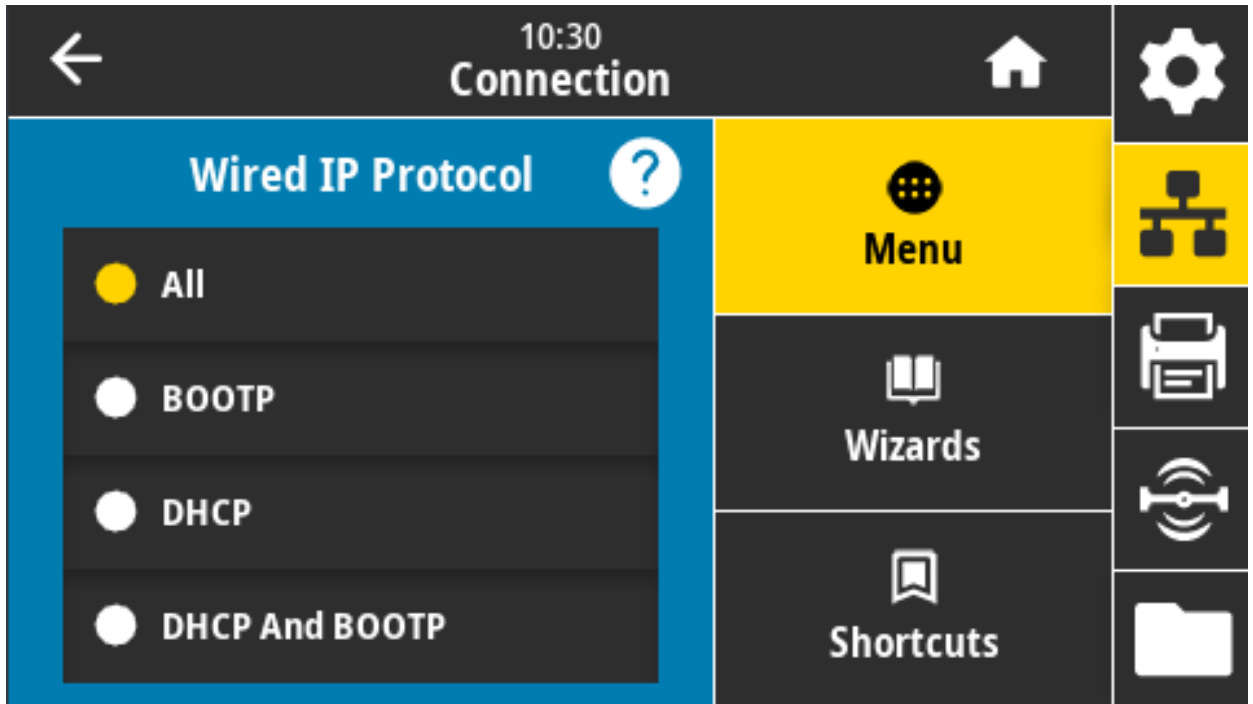 10:30
Connection
Wired IP Protocol
?
All
BOOTP
DHCP
DHCP And BOOTP
Menu
Wizards
Shortcuts